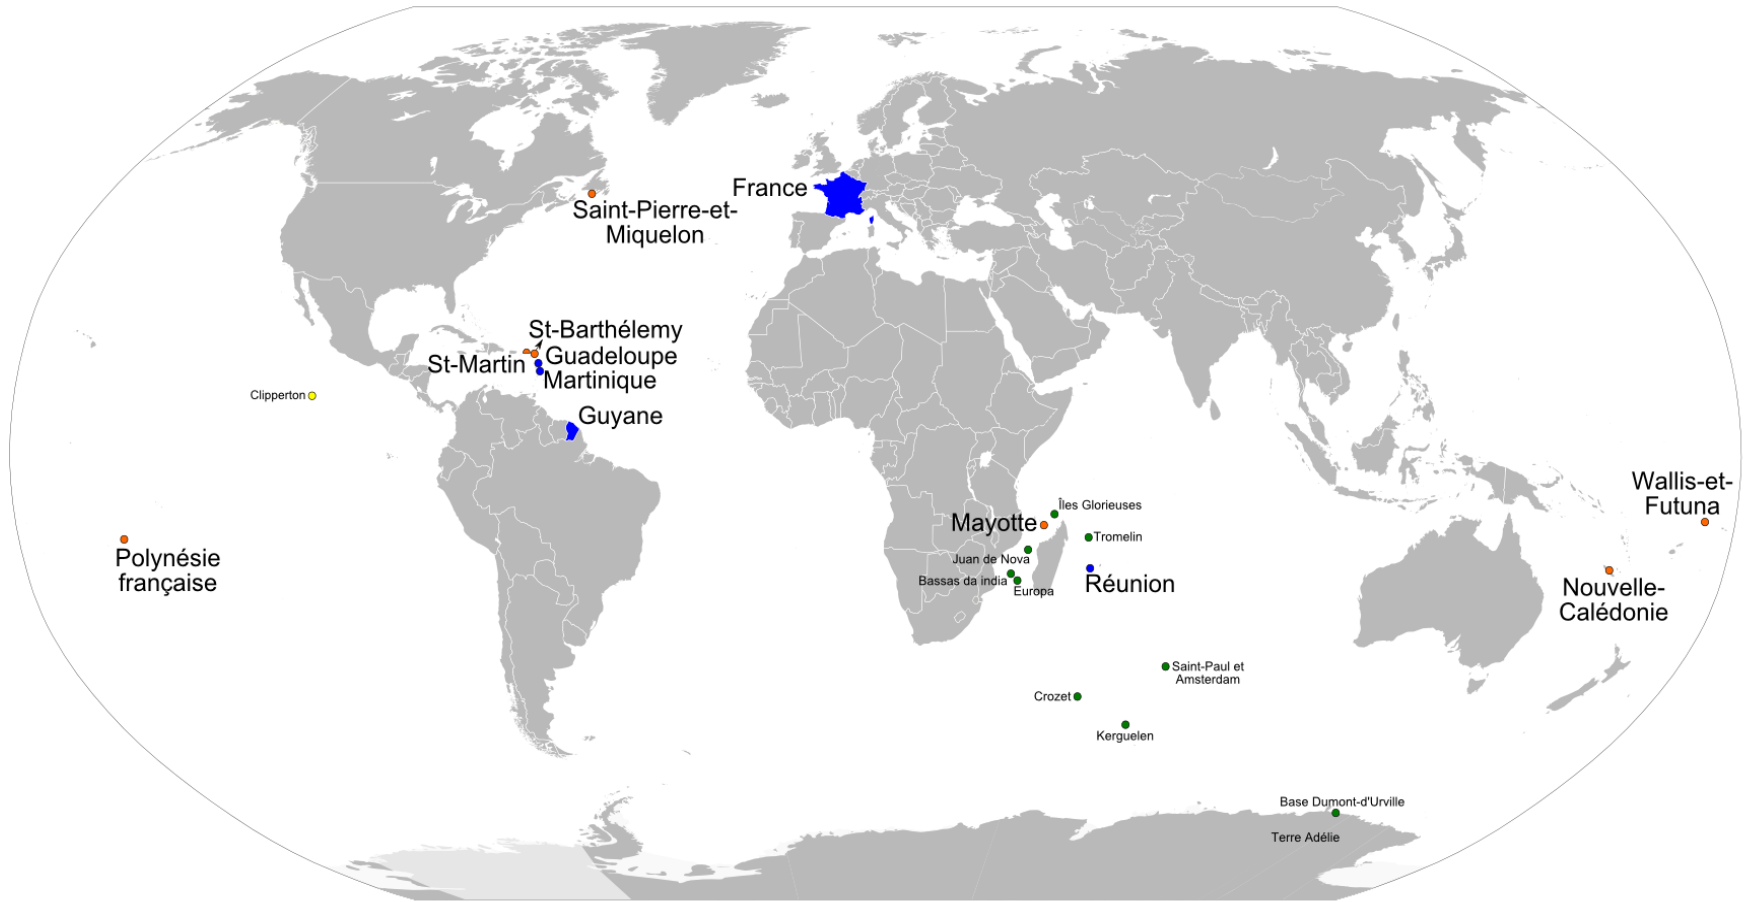 France
Saint-Pierre-et-
Miquelon
St-Barthélemy
St-Martin
Guadeloupe
Martinique
Clipperton
Guyane
Wallis-et-
Futuna
Îles Glorieuses
Mayotte
Tromelin
Polynésie
française
Juan de Nova
Bassas da india
Europa
Réunion
Nouvelle-
Calédonie
Saint-Paul et
Amsterdam
Crozet
Kerguelen
Base Dumont-d'Urville
Terre Adélie